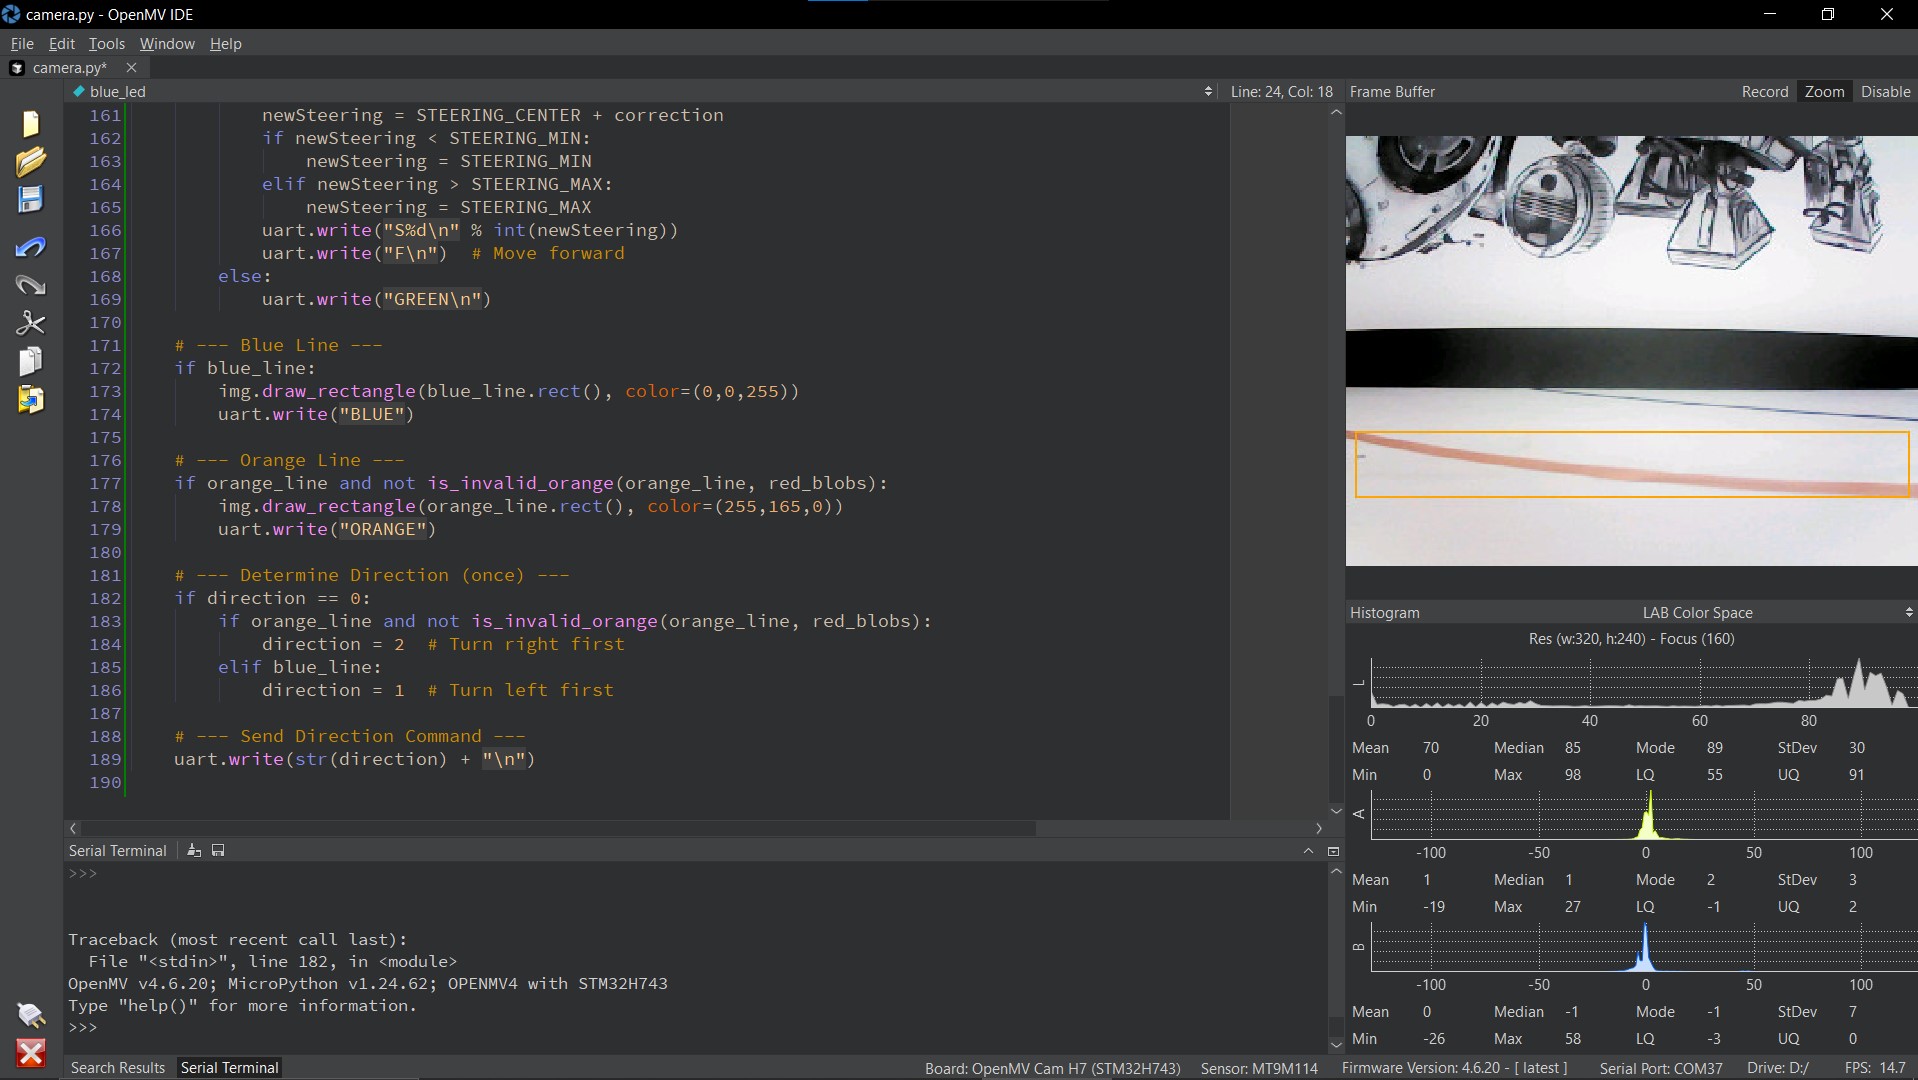 camera.py - OpenMV IDE
File Edit Tools Window Help
camera.py*
blue_led
Line: 24, Col: 18
161 newSteering = STEERING_CENTER + correction
162 if newSteering < STEERING_MIN:
163 newSteering = STEERING_MIN
164 elif newSteering > STEERING_MAX:
165 newSteering = STEERING_MAX
166 uart.write("S%d\n" % int(newSteering))
167 uart.write("F\n")  # Move forward
168 else:
169 uart.write("GREEN\n")
170
171 # --- Blue Line ---
172 if blue_line:
173 img.draw_rectangle(blue_line.rect(), color=(0,0,255))
174 uart.write("BLUE")
175
176 # --- Orange Line ---
177 if orange_line and not is_invalid_orange(orange_line, red_blobs):
178 img.draw_rectangle(orange_line.rect(), color=(255,165,0))
179 uart.write("ORANGE")
180
181 # --- Determine Direction (once) ---
182 if direction == 0:
183 if orange_line and not is_invalid_orange(orange_line, red_blobs):
184 direction = 2  # Turn right first
185 elif blue_line:
186 direction = 1  # Turn left first
187
188 # --- Send Direction Command ---
189 uart.write(str(direction) + "\n")
190
Serial Terminal
>>>
Traceback (most recent call last):
File "<stdin>", line 182, in <module>
OpenMV v4.6.20; MicroPython v1.24.62; OPENMV4 with STM32H743
Type "help()" for more information.
>>>
Frame Buffer Record Zoom Disable
Histogram LAB Color Space
Res (w:320, h:240) - Focus (160)
L
0 20 40 60 80
Mean 70 Median 85 Mode 89 StDev 30
Min 0 Max 98 LQ 55 UQ 91
A
-100 -50 0 50 100
Mean 1 Median 1 Mode 2 StDev 3
Min -19 Max 27 LQ -1 UQ 2
B
-100 -50 0 50 100
Mean 0 Median -1 Mode -1 StDev 7
Min -26 Max 58 LQ -3 UQ 0
Search Results Serial Terminal
Board: OpenMV Cam H7 (STM32H743) Sensor: MT9M114 Firmware Version: 4.6.20 - [ latest ] Serial Port: COM37 Drive: D:/ FPS: 14.7